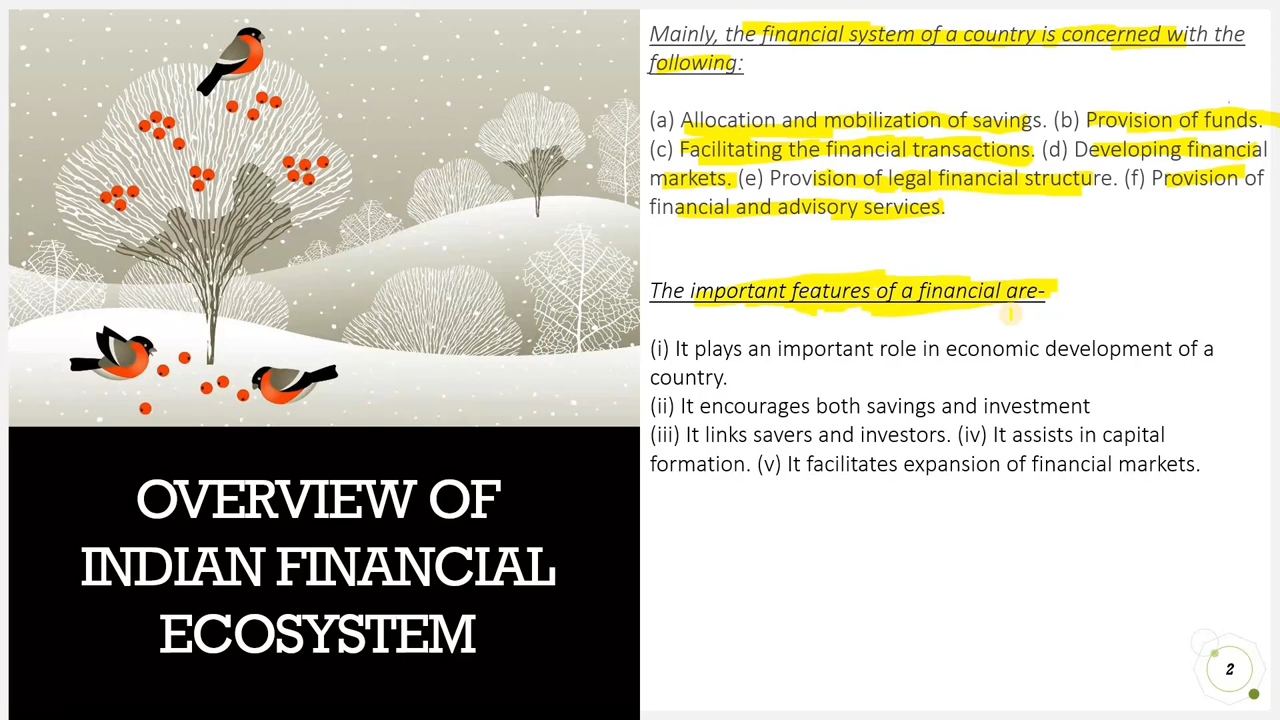 Mainly, the financial system of a country is concerned with the
following:
(a) Allocation and mobilization of savings. (b) Provision of funds.
(c) Facilitating the financial transactions. (d) Developing financial
markets. (e) Provision of legal financial structure. (f) Provision of
financial and advisory services.
The important features of a financial are-
(i) It plays an important role in economic development of a
country.
(ii) It encourages both savings and investment
(iii) It links savers and investors. (iv) It assists in capital
formation. (v) It facilitates expansion of financial markets.
OVERVIEW OF
INDIAN FINANCIAL
ECOSYSTEM
2